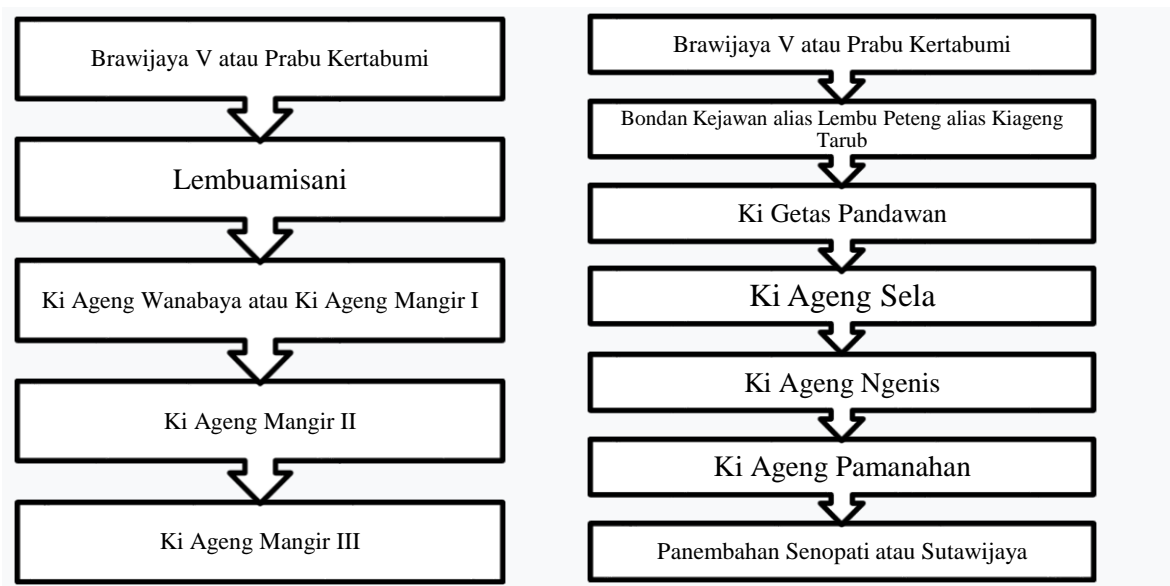 Brawijaya V atau Prabu Kertabumi
Lembuamisani
Ki Ageng Wanabaya atau Ki Ageng Mangir I
Ki Ageng Mangir II
Ki Ageng Mangir III
Brawijaya V atau Prabu Kertabumi
Bondan Kejawan alias Lembu Peteng alias Kiageng
Tarub
Ki Getas Pandawan
Ki Ageng Sela
Ki Ageng Ngenis
Ki Ageng Pamanahan
Panembahan Senopati atau Sutawijaya